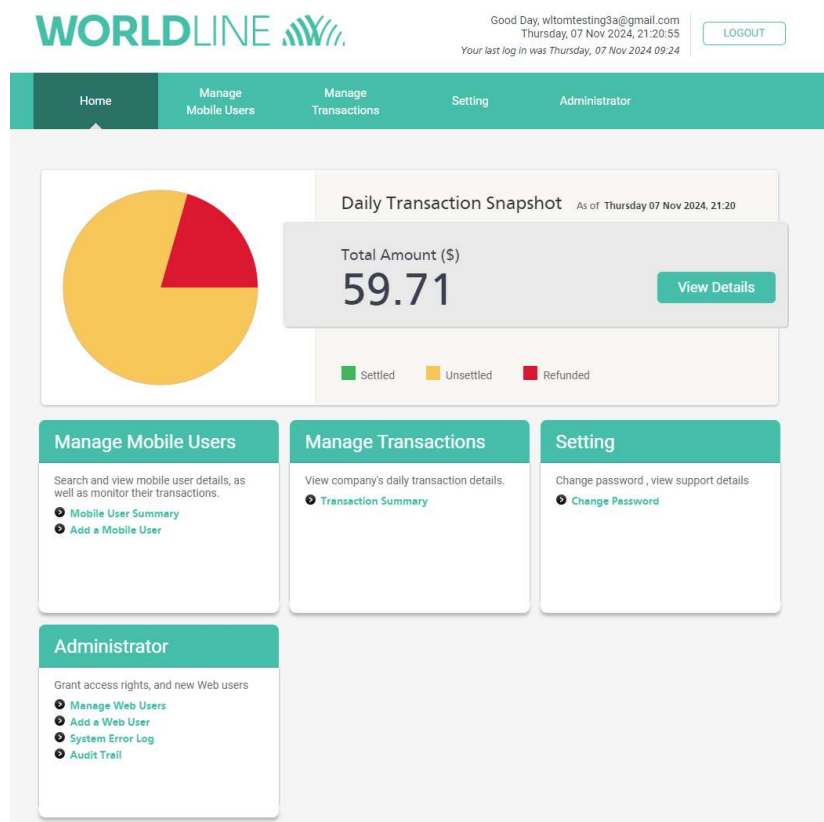 WORLDLINE
Good Day, wltomtesting3a@gmail.com
Thursday, 07 Nov 2024, 21:20:55
Your last log in was Thursday, 07 Nov 2024 09:24
LOGOUT
Home
Manage
Mobile Users
Manage
Transactions
Setting
Administrator
Daily Transaction Snapshot As of Thursday 07 Nov 2024, 21:20
Total Amount ($)
59.71
View Details
Settled Unsettled Refunded
Manage Mobile Users
Search and view mobile user details, as
well as monitor their transactions.
Mobile User Summary
Add a Mobile User
Manage Transactions
View company's daily transaction details.
Transaction Summary
Setting
Change password , view support details
Change Password
Administrator
Grant access rights, and new Web users
Manage Web Users
Add a Web User
System Error Log
Audit Trail